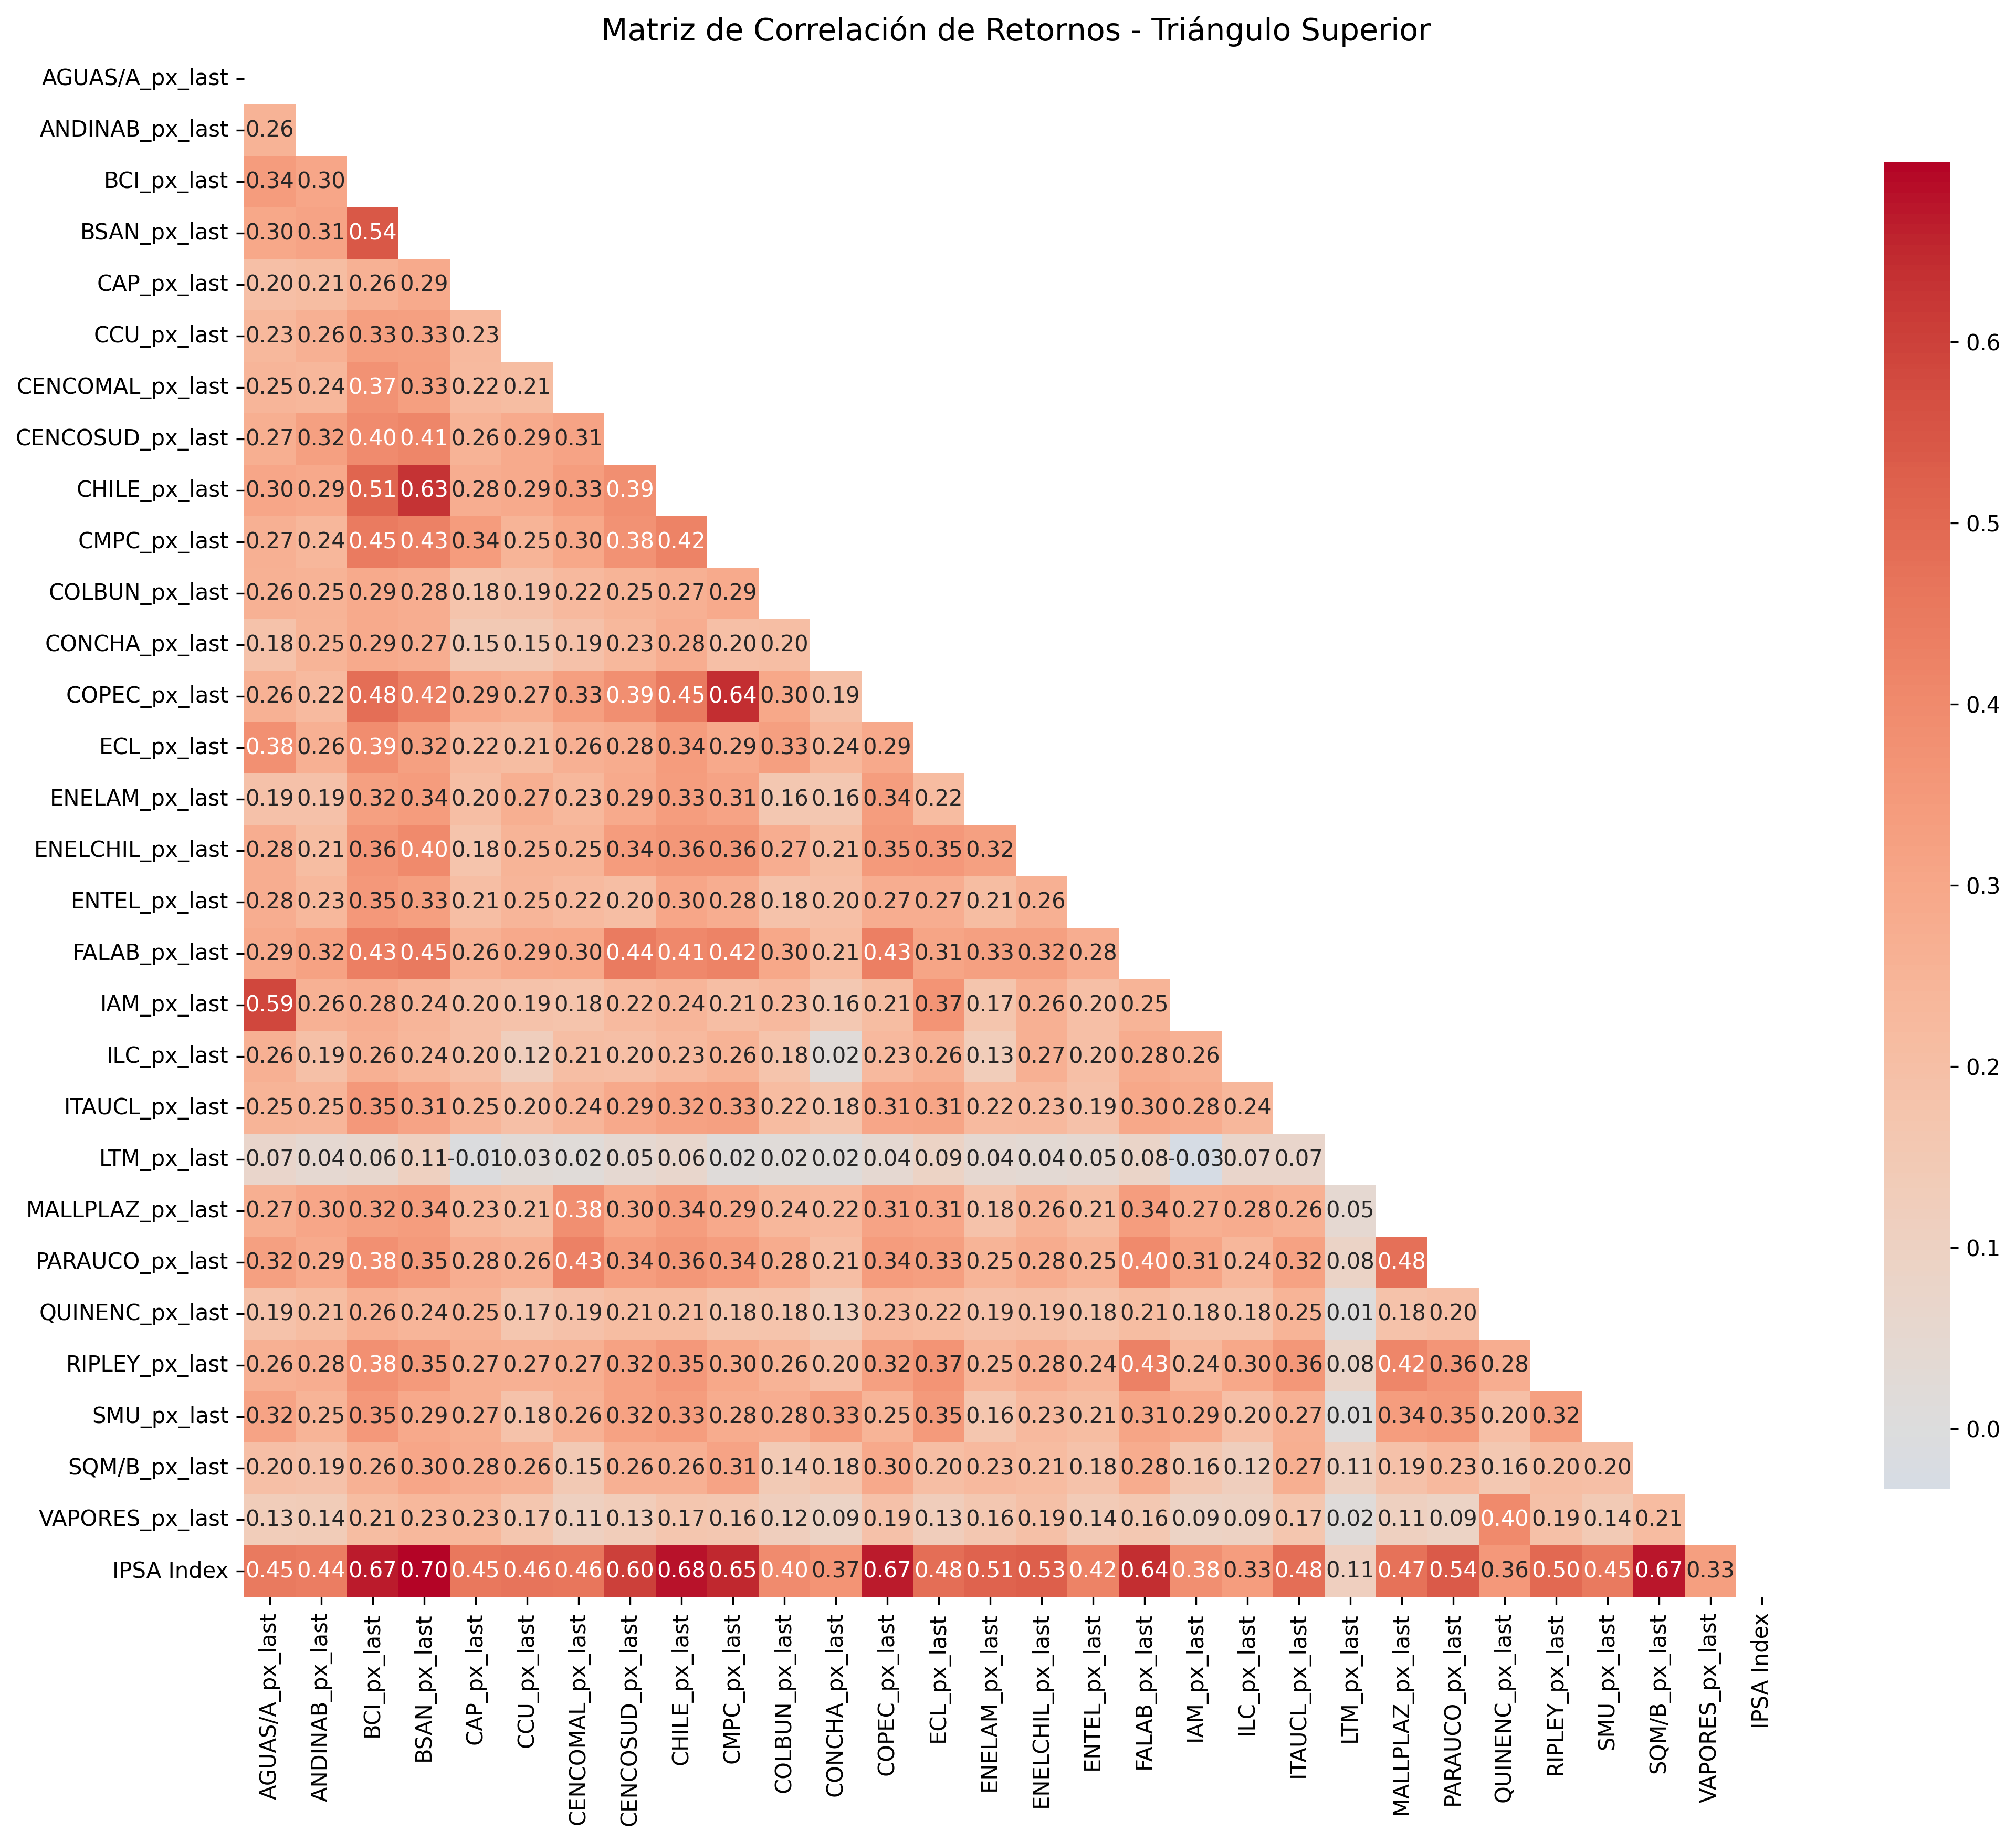 Matriz de Correlación de Retornos - Triángulo Superior
AGUAS/A_px_last
ANDINAB_px_last 0.26
BCI_px_last 0.34 0.30
BSAN_px_last 0.30 0.31 0.54
CAP_px_last 0.20 0.21 0.26 0.29
CCU_px_last 0.23 0.26 0.33 0.33 0.23
CENCOMAL_px_last 0.25 0.24 0.37 0.33 0.22 0.21
CENCOSUD_px_last 0.27 0.32 0.40 0.41 0.26 0.29 0.31
CHILE_px_last 0.30 0.29 0.51 0.63 0.28 0.29 0.33 0.39
CMPC_px_last 0.27 0.24 0.45 0.43 0.34 0.25 0.30 0.38 0.42
COLBUN_px_last 0.26 0.25 0.29 0.28 0.18 0.19 0.22 0.25 0.27 0.29
CONCHA_px_last 0.18 0.25 0.29 0.27 0.15 0.15 0.19 0.23 0.28 0.20 0.20
COPEC_px_last 0.26 0.22 0.48 0.42 0.29 0.27 0.33 0.39 0.45 0.64 0.30 0.19
ECL_px_last 0.38 0.26 0.39 0.32 0.22 0.21 0.26 0.28 0.34 0.29 0.33 0.24 0.29
ENELAM_px_last 0.19 0.19 0.32 0.34 0.20 0.27 0.23 0.29 0.33 0.31 0.16 0.16 0.34 0.22
ENELCHIL_px_last 0.28 0.21 0.36 0.40 0.18 0.25 0.25 0.34 0.36 0.36 0.27 0.21 0.35 0.35 0.32
ENTEL_px_last 0.28 0.23 0.35 0.33 0.21 0.25 0.22 0.20 0.30 0.28 0.18 0.20 0.27 0.27 0.21 0.26
FALAB_px_last 0.29 0.32 0.43 0.45 0.26 0.29 0.30 0.44 0.41 0.42 0.30 0.21 0.43 0.31 0.33 0.32 0.28
IAM_px_last 0.59 0.26 0.28 0.24 0.20 0.19 0.18 0.22 0.24 0.21 0.23 0.16 0.21 0.37 0.17 0.26 0.20 0.25
ILC_px_last 0.26 0.19 0.26 0.24 0.20 0.12 0.21 0.20 0.23 0.26 0.18 0.02 0.23 0.26 0.13 0.27 0.20 0.28 0.26
ITAUCL_px_last 0.25 0.25 0.35 0.31 0.25 0.20 0.24 0.29 0.32 0.33 0.22 0.18 0.31 0.31 0.22 0.23 0.19 0.30 0.28 0.24
LTM_px_last 0.07 0.04 0.06 0.11 -0.01 0.03 0.02 0.05 0.06 0.02 0.02 0.02 0.04 0.09 0.04 0.04 0.05 0.08 -0.03 0.07 0.07
MALLPLAZ_px_last 0.27 0.30 0.32 0.34 0.23 0.21 0.38 0.30 0.34 0.29 0.24 0.22 0.31 0.31 0.18 0.26 0.21 0.34 0.27 0.28 0.26 0.05
PARAUCO_px_last 0.32 0.29 0.38 0.35 0.28 0.26 0.43 0.34 0.36 0.34 0.28 0.21 0.34 0.33 0.25 0.28 0.25 0.40 0.31 0.24 0.32 0.08 0.48
QUINENC_px_last 0.19 0.21 0.26 0.24 0.25 0.17 0.19 0.21 0.21 0.18 0.18 0.13 0.23 0.22 0.19 0.19 0.18 0.21 0.18 0.18 0.25 0.01 0.18 0.20
RIPLEY_px_last 0.26 0.28 0.38 0.35 0.27 0.27 0.27 0.32 0.35 0.30 0.26 0.20 0.32 0.37 0.25 0.28 0.24 0.43 0.24 0.30 0.36 0.08 0.42 0.36 0.28
SMU_px_last 0.32 0.25 0.35 0.29 0.27 0.18 0.26 0.32 0.33 0.28 0.28 0.33 0.25 0.35 0.16 0.23 0.21 0.31 0.29 0.20 0.27 0.01 0.34 0.35 0.20 0.32
SQM/B_px_last 0.20 0.19 0.26 0.30 0.28 0.26 0.15 0.26 0.26 0.31 0.14 0.18 0.30 0.20 0.23 0.21 0.18 0.28 0.16 0.12 0.27 0.11 0.19 0.23 0.16 0.20 0.20
VAPORES_px_last 0.13 0.14 0.21 0.23 0.23 0.17 0.11 0.13 0.17 0.16 0.12 0.09 0.19 0.13 0.16 0.19 0.14 0.16 0.09 0.09 0.17 0.02 0.11 0.09 0.40 0.19 0.14 0.21
IPSA Index 0.45 0.44 0.67 0.70 0.45 0.46 0.46 0.60 0.68 0.65 0.40 0.37 0.67 0.48 0.51 0.53 0.42 0.64 0.38 0.33 0.48 0.11 0.47 0.54 0.36 0.50 0.45 0.67 0.33
AGUAS/A_px_last
ANDINAB_px_last
BCI_px_last
BSAN_px_last
CAP_px_last
CCU_px_last
CENCOMAL_px_last
CENCOSUD_px_last
CHILE_px_last
CMPC_px_last
COLBUN_px_last
CONCHA_px_last
COPEC_px_last
ECL_px_last
ENELAM_px_last
ENELCHIL_px_last
ENTEL_px_last
FALAB_px_last
IAM_px_last
ILC_px_last
ITAUCL_px_last
LTM_px_last
MALLPLAZ_px_last
PARAUCO_px_last
QUINENC_px_last
RIPLEY_px_last
SMU_px_last
SQM/B_px_last
VAPORES_px_last
IPSA Index
0.6
0.5
0.4
0.3
0.2
0.1
0.0